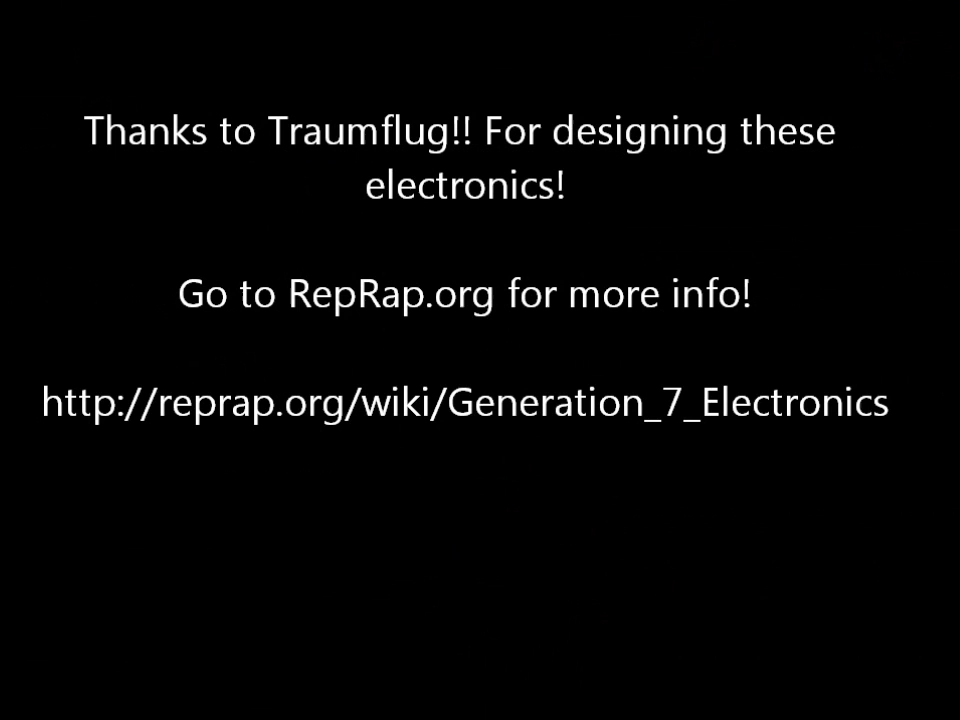 Thanks to Traumflug!! For designing these
electronics!
Go to RepRap.org for more info!
http://reprap.org/wiki/Generation_7_Electronics